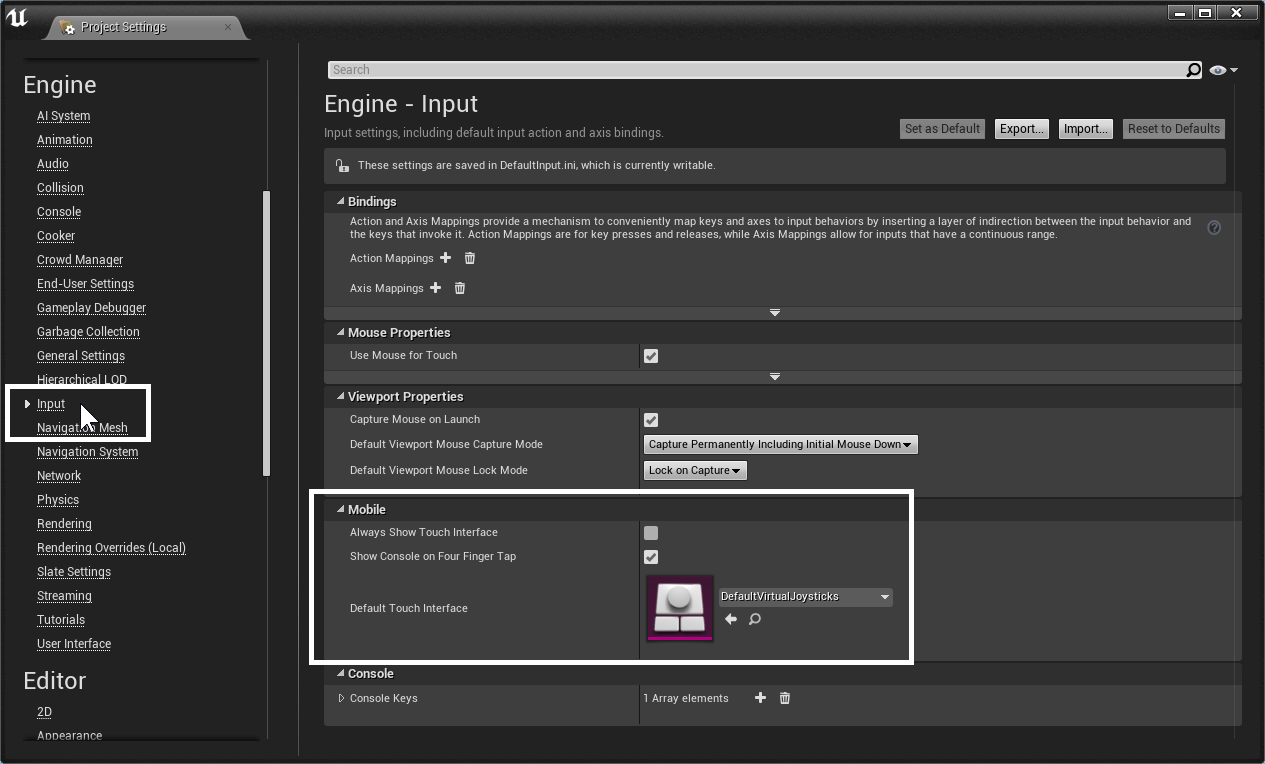 Project Settings
Engine
AI System
Animation
Audio
Collision
Console
Cooker
Crowd Manager
End-User Settings
Gameplay Debugger
Garbage Collection
General Settings
Hierarchical LOD
Input
Navigation Mesh
Navigation System
Network
Physics
Rendering
Rendering Overrides (Local)
Slate Settings
Streaming
Tutorials
User Interface
Editor
2D
Appearance
Search
Engine - Input
Input settings, including default input action and axis bindings.
Set as Default Export... Import... Reset to Defaults
These settings are saved in DefaultInput.ini, which is currently writable.
Bindings
Action and Axis Mappings provide a mechanism to conveniently map keys and axes to input behaviors by inserting a layer of indirection between the input behavior and
the keys that invoke it. Action Mappings are for key presses and releases, while Axis Mappings allow for inputs that have a continuous range.
Action Mappings
Axis Mappings
Mouse Properties
Use Mouse for Touch
Viewport Properties
Capture Mouse on Launch
Default Viewport Mouse Capture Mode Capture Permanently Including Initial Mouse Down
Default Viewport Mouse Lock Mode Lock on Capture
Mobile
Always Show Touch Interface
Show Console on Four Finger Tap
Default Touch Interface DefaultVirtualJoysticks
Console
Console Keys 1 Array elements